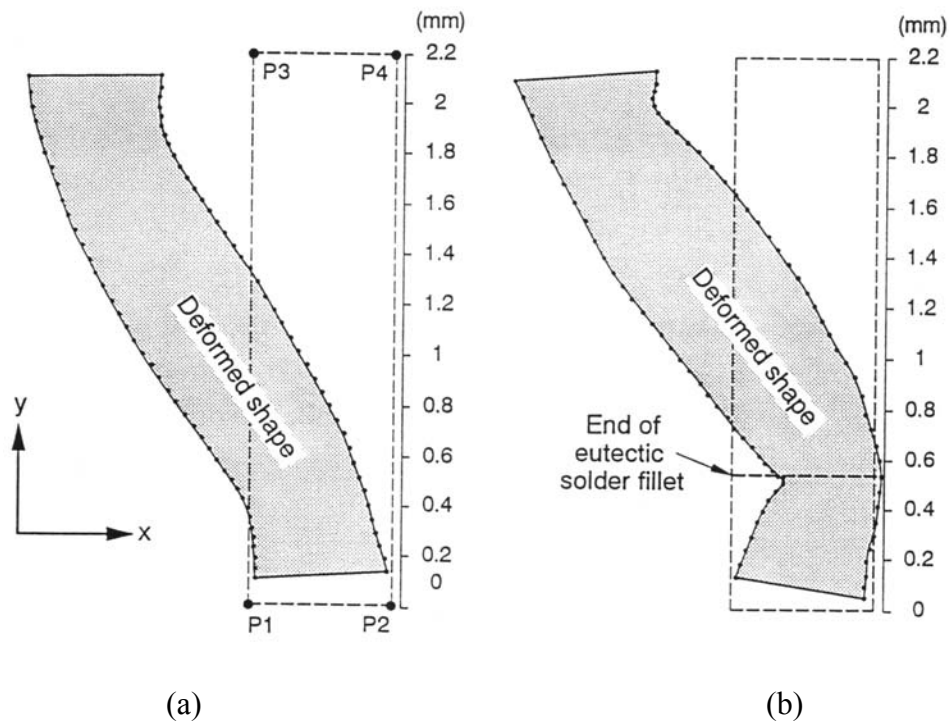 (mm)
2.2
P3
P4
2
1.8
1.6
1.4
1.2
1
0.8
0.6
0.4
0.2
0
Deformed shape
y
x
P1
P2
(a)
(mm)
2.2
2
1.8
1.6
1.4
1.2
1
0.8
0.6
0.4
0.2
0
Deformed shape
End of
eutectic
solder fillet
(b)